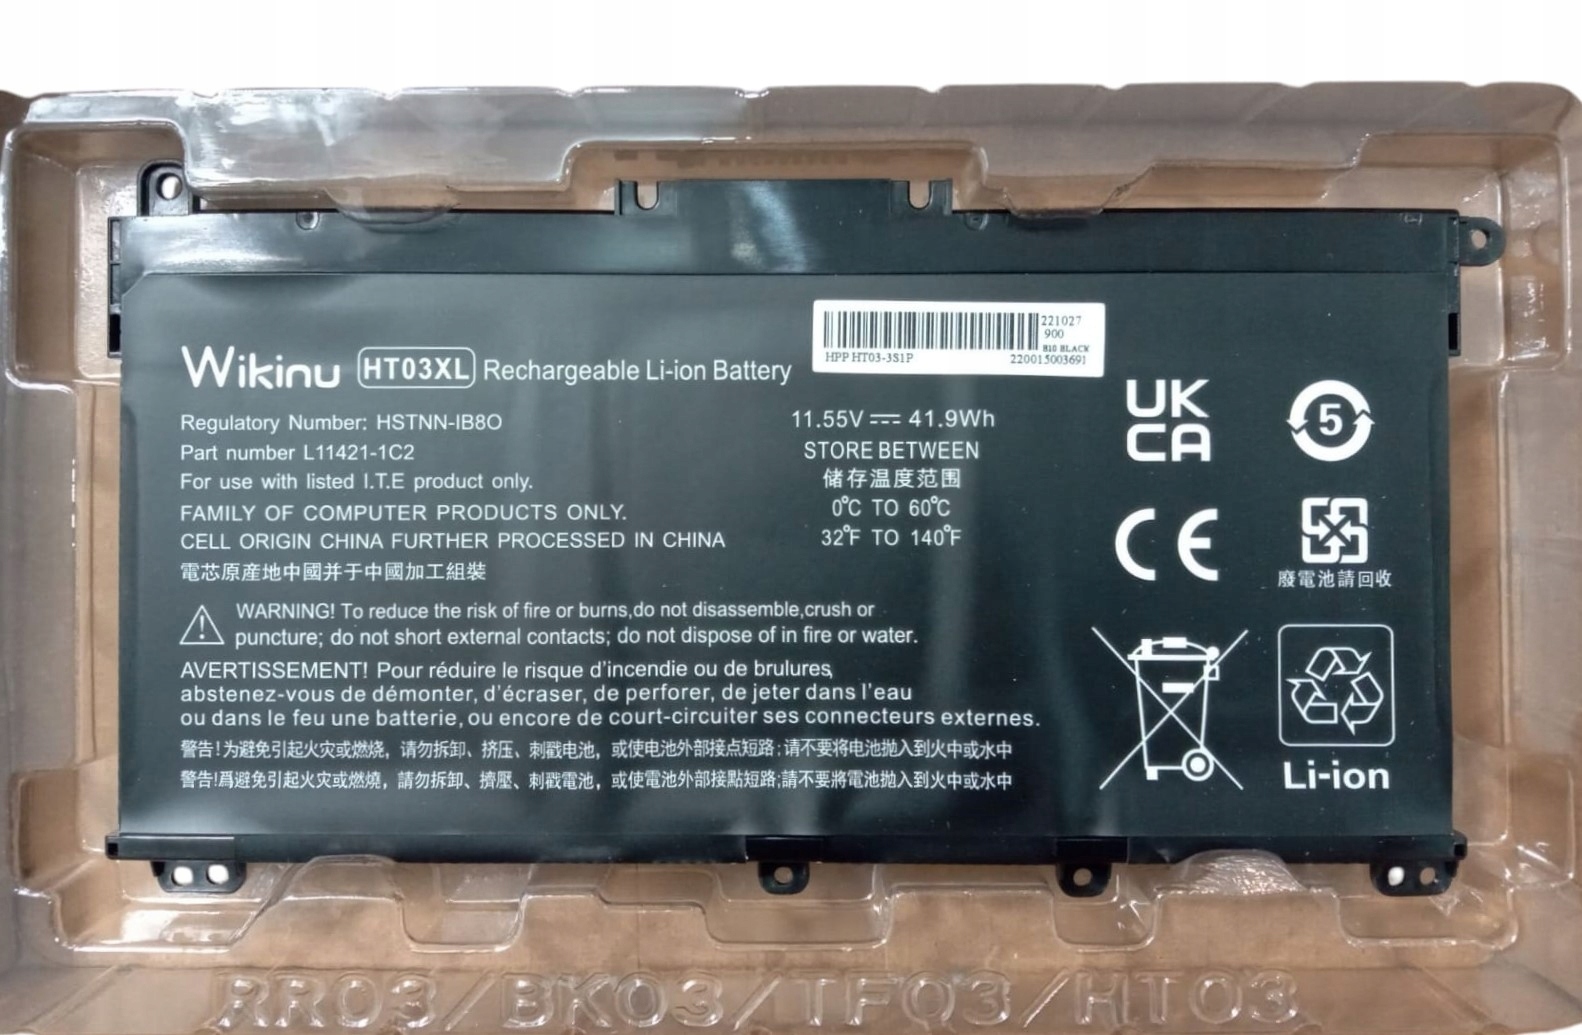 221027
900
B10 BLACK
HPP HT03-3S1P 220015003691
Wikinu HT03XL Rechargeable Li-ion Battery
Regulatory Number: HSTNN-IB8O
Part number L11421-1C2
For use with listed I.T.E product only.
FAMILY OF COMPUTER PRODUCTS ONLY.
CELL ORIGIN CHINA FURTHER PROCESSED IN CHINA
電芯原産地中國并于中國加工組裝
11.55V 41.9Wh
STORE BETWEEN
储存温度范围
0℃ TO 60℃
32℉ TO 140℉
UK
CA
5
CE
廢電池請回收
WARNING! To reduce the risk of fire or burns,do not disassemble,crush or
puncture; do not short external contacts; do not dispose of in fire or water.
AVERTISSEMENT! Pour réduire le risque d'incendie ou de brulures,
abstenez-vous de démonter, d'écraser, de perforer, de jeter dans l'eau
ou dans le feu une batterie, ou encore de court-circuiter ses connecteurs externes.
警告!为避免引起火灾或燃烧，请勿拆卸、挤压、刺戳电池，或使电池外部接点短路;请不要将电池抛入到火中或水中
警告!爲避免引起火灾或燃燒，請勿拆卸、擠壓、刺戳電池，或使電池外部接點短路;請不要將電池抛入到火中或水中
Li-ion
RR03/BK03/TF03/HT03